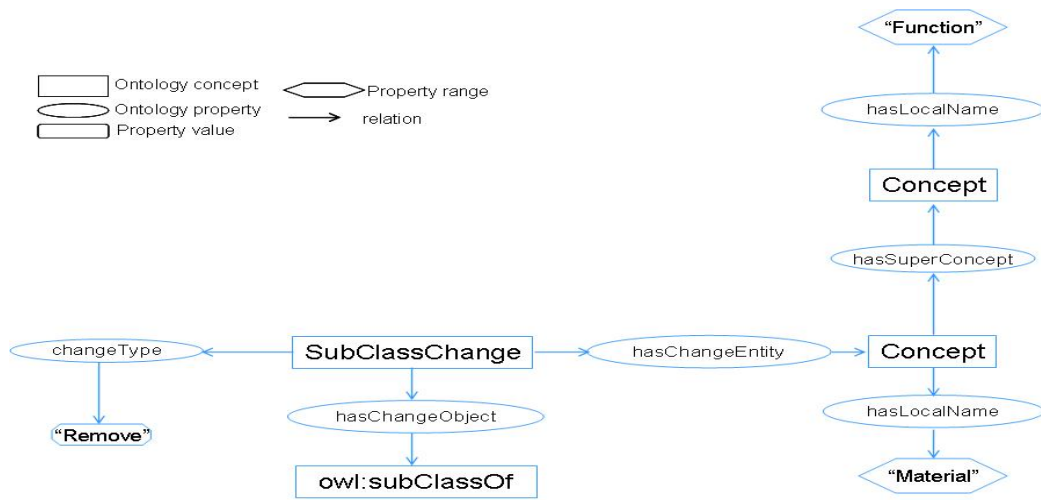 “Function”
Ontology concept
Property range
Ontology property
hasLocalName
relation
Property value
Concept
hasSuperConcept
changeType
SubClassChange
hasChangeEntity
Concept
hasChangeObject
hasLocalName
“Remove”
owl:subClassOf
“Material”